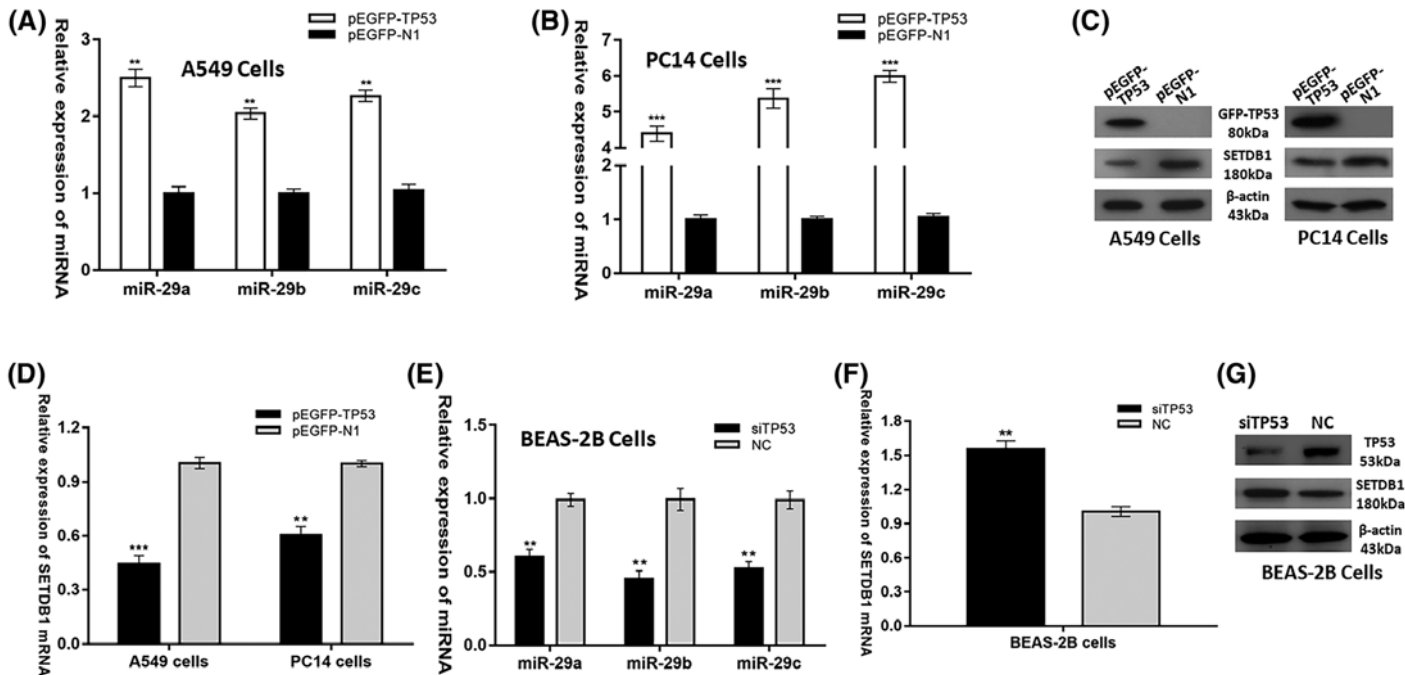 (A)
Relative expression of miRNA
pEGFP-TP53
pEGFP-N1
A549 Cells
3
2
1
0
**
**
**
miR-29a
miR-29b
miR-29c
(B)
Relative expression of miRNA
pEGFP-TP53
pEGFP-N1
PC14 Cells
7
6
5
4
2
1
0
***
***
***
miR-29a
miR-29b
miR-29c
(C)
pEGFP-
TP53
pEGFP-
N1
pEGFP-
TP53
pEGFP-
N1
GFP-TP53
80kDa
SETDB1
180kDa
β-actin
43kDa
A549 Cells
PC14 Cells
(D)
Relative expression of SETDB1 mRNA
pEGFP-TP53
pEGFP-N1
1.2
0.9
0.6
0.3
0.0
***
**
A549 cells
PC14 cells
(E)
Relative expression of miRNA
siTP53
NC
BEAS-2B Cells
1.5
1.0
0.5
0.0
**
**
**
miR-29a
miR-29b
miR-29c
(F)
Relative expression of SETDB1 mRNA
siTP53
NC
1.8
1.5
1.2
0.9
0.6
0.3
0.0
**
BEAS-2B cells
(G)
siTP53 NC
TP53
53kDa
SETDB1
180kDa
β-actin
43kDa
BEAS-2B Cells